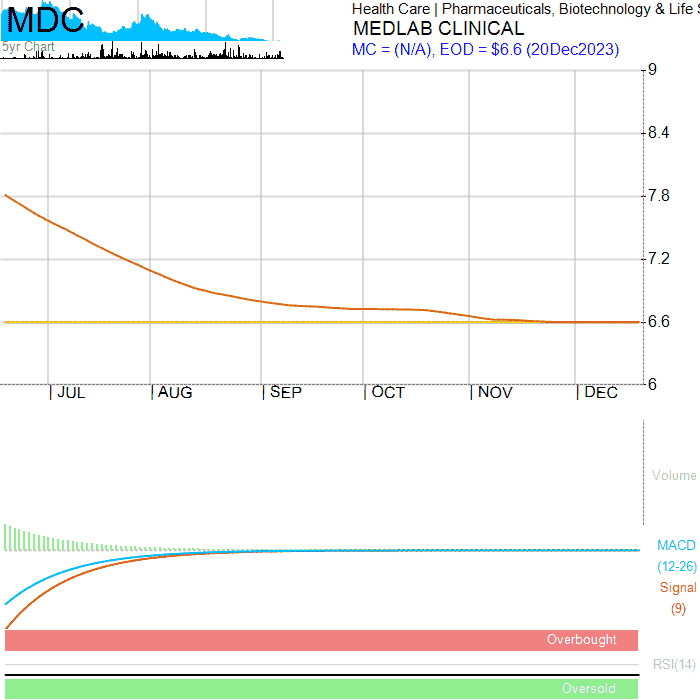 MDC
5yr Chart
Health Care | Pharmaceuticals, Biotechnology & Life S
MEDLAB CLINICAL
MC = (N/A), EOD = $6.6 (20Dec2023)
9
8.4
7.8
7.2
6.6
6
| JUL | AUG | SEP | OCT | NOV | DEC
Volume
MACD
(12-26)
Signal
(9)
Overbought
RSI(14)
Oversold